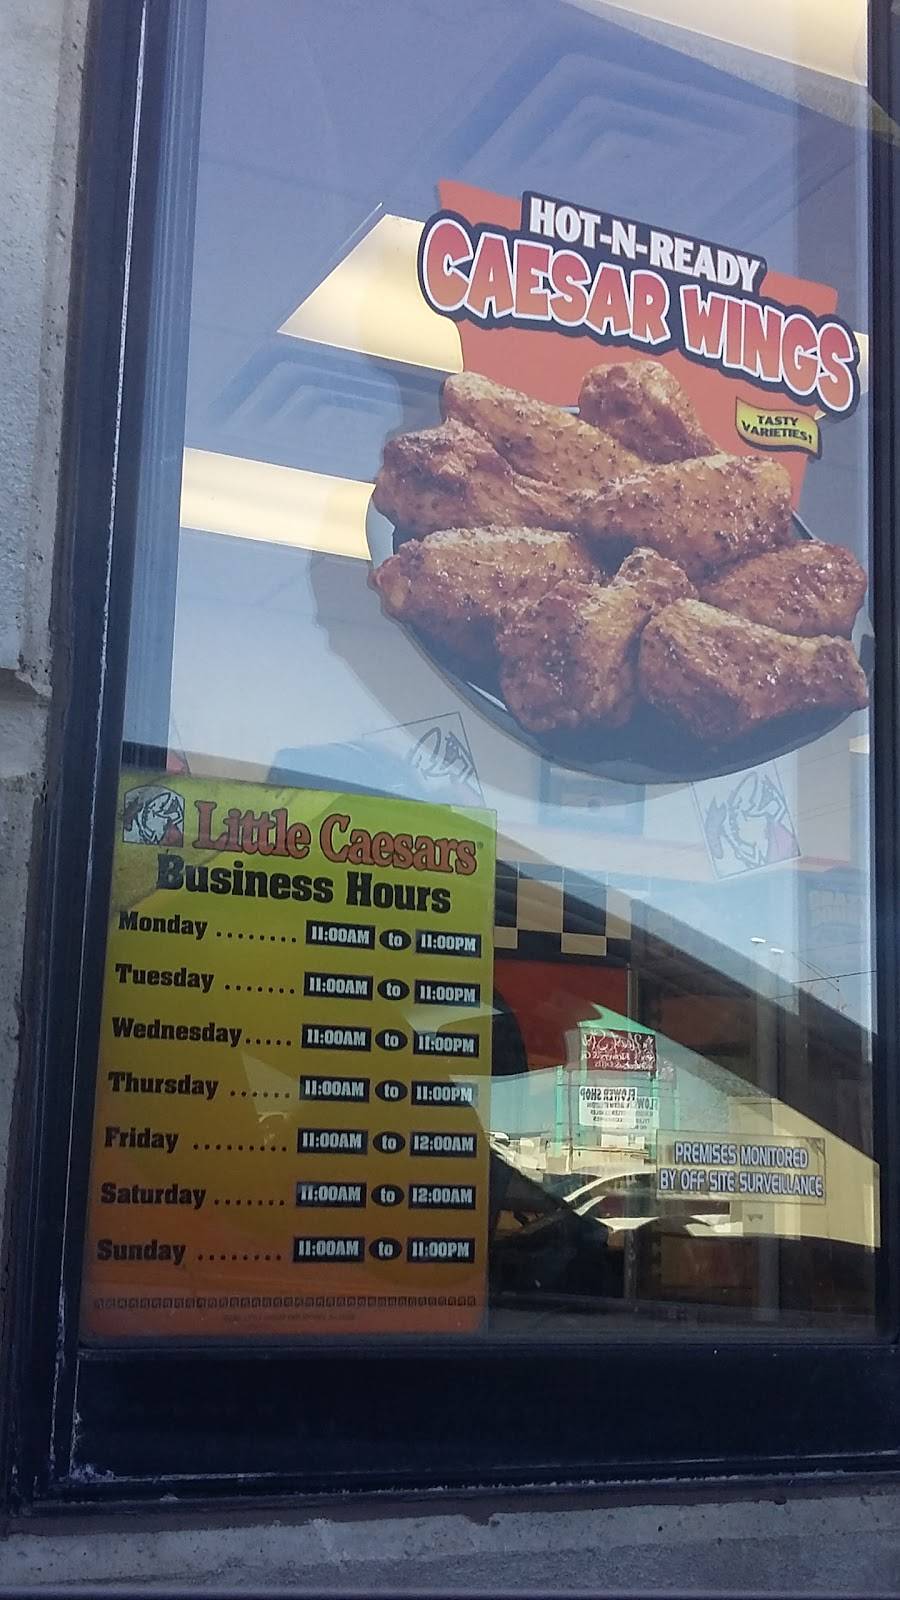 HOT-N-READY
CAESAR WINGS
TASTY
VARIETIES!
Little Caesars
Business Hours
Monday ........ 11:00AM to 11:00PM
Tuesday ....... 11:00AM to 11:00PM
Wednesday..... 11:00AM to 11:00PM
Thursday ...... 11:00AM to 11:00PM
Friday ......... 11:00AM to 12:00AM
Saturday ....... 11:00AM to 12:00AM
Sunday ........ 11:00AM to 11:00PM
FLOWER SHOP
PREMISES MONITORED
BY OFF SITE SURVEILLANCE